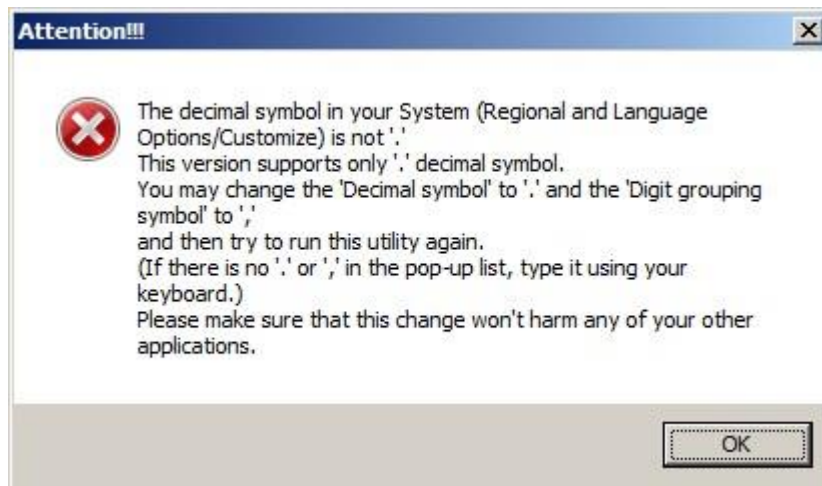 Attention!!!
The decimal symbol in your System (Regional and Language
Options/Customize) is not '.'
This version supports only '.' decimal symbol.
You may change the 'Decimal symbol' to '.' and the 'Digit grouping
symbol' to ','
and then try to run this utility again.
(If there is no '.' or ',' in the pop-up list, type it using your
keyboard.)
Please make sure that this change won't harm any of your other
applications.
OK